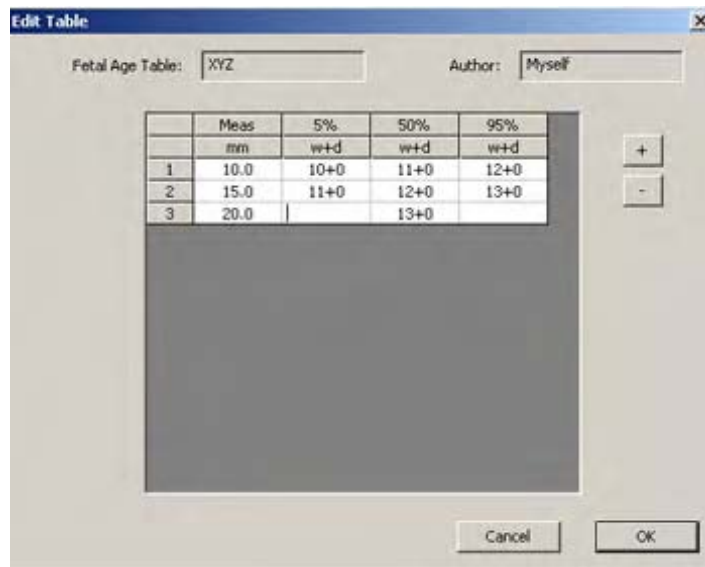 Edit Table
Fetal Age Table: XYZ Author: Myself
Meas 5% 50% 95%
mm w+d w+d w+d +
1 10.0 10+0 11+0 12+0
2 15.0 11+0 12+0 13+0 -
3 20.0 13+0
Cancel OK